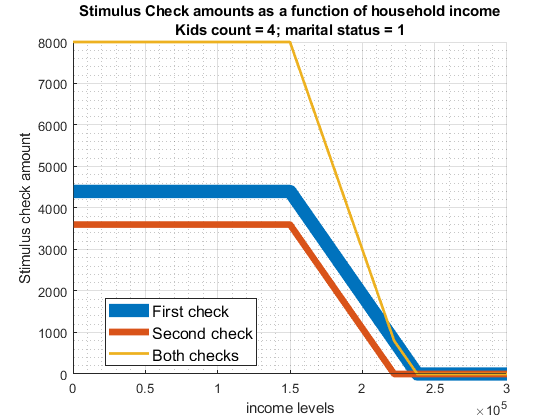 Stimulus Check amounts as a function of household income
Kids count = 4; marital status = 1
8000
7000
6000
5000
4000
3000
2000
1000
0
Stimulus check amount
First check
Second check
Both checks
0 0.5 1 1.5 2 2.5 3
×10^5
income levels